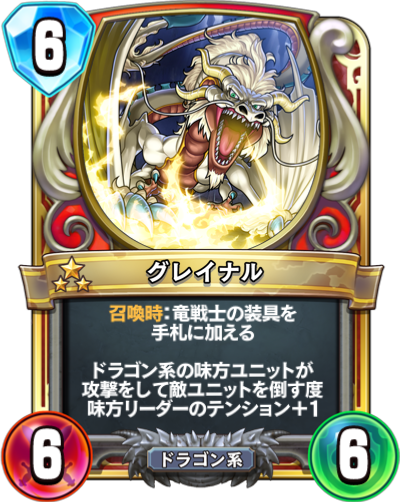 6
グレイナル
召喚時:竜戦士の装具を
手札に加える
ドラゴン系の味方ユニットが
攻撃をして敵ユニットを倒す度
味方リーダーのテンション+1
6
ドラゴン系
6